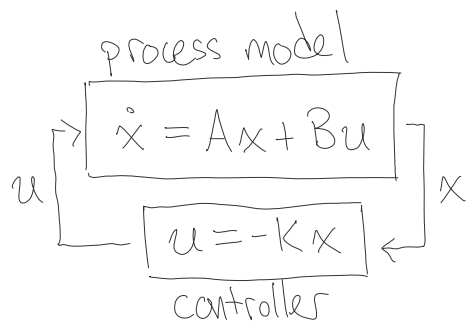 process model
ẋ = Ax + Bu
u
x
u = -Kx
controller